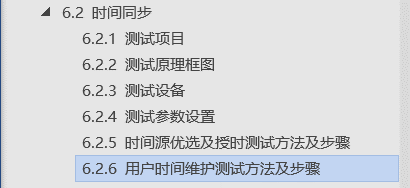 6.2 时间同步
6.2.1 测试项目
6.2.2 测试原理框图
6.2.3 测试设备
6.2.4 测试参数设置
6.2.5 时间源优选及授时测试方法及步骤
6.2.6 用户时间维护测试方法及步骤